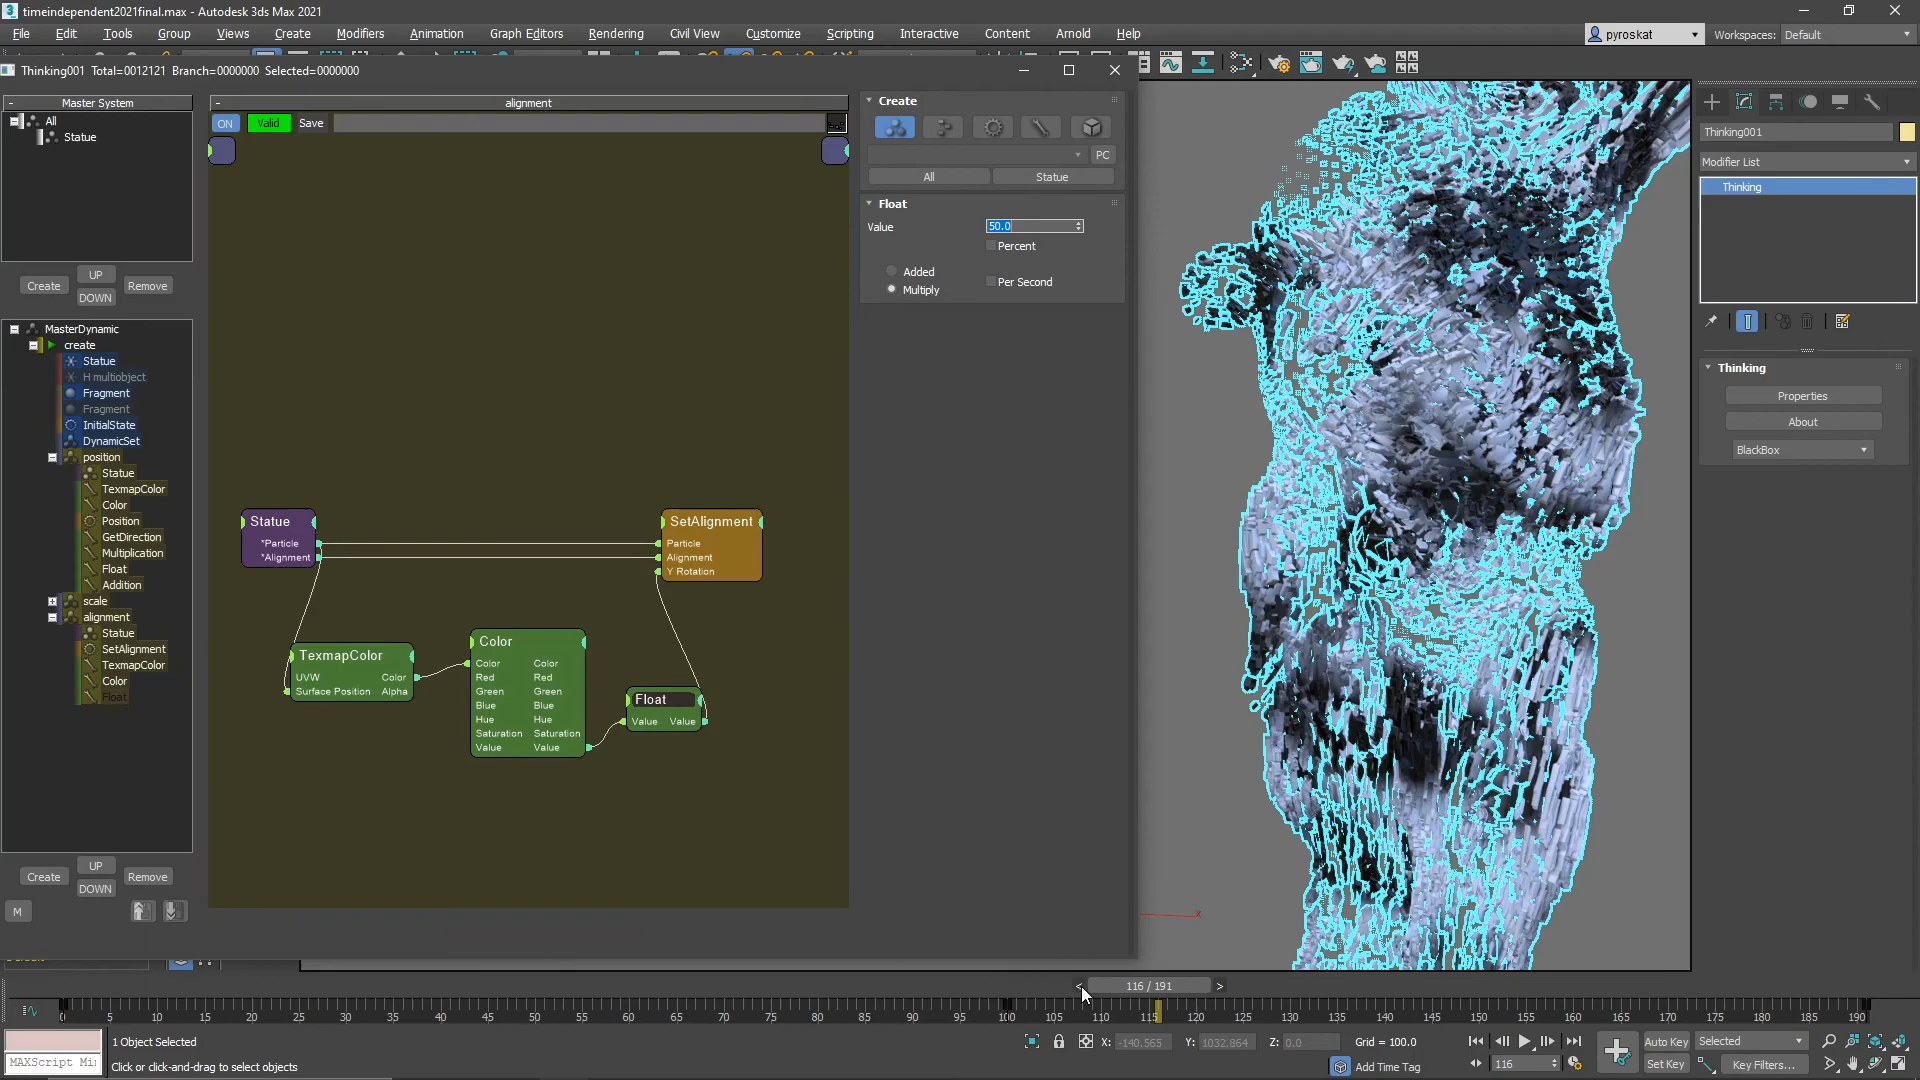 timeindependent2021final.max - Autodesk 3ds Max 2021
File Edit Tools Group Views Create Modifiers Animation Graph Editors Rendering Civil View Customize Scripting Interactive Content Arnold Help
pyroskat Workspaces: Default
Thinking001 Total=0012121 Branch=0000000 Selected=0000000
- Master System
All
Statue
Create UP Remove
DOWN
MasterDynamic
create
Statue
H multiobject
Fragment
Fragment
InitialState
DynamicSet
position
Statue
TexmapColor
Color
Position
GetDirection
Multiplication
Float
Addition
scale
alignment
Statue
SetAlignment
TexmapColor
Color
Float
Create UP Remove
DOWN
M
- alignment
ON Valid Save
Statue
*Particle
*Alignment
SetAlignment
Particle
Alignment
Y Rotation
TexmapColor
UVW Color
Surface Position Alpha
Color
Color Color
Red Red
Green Green
Blue Blue
Hue Hue
Saturation Saturation
Value Value
Float
Value Value
Create
PC
All Statue
Float
Value 50.0
Percent
Added Per Second
Multiply
x
Thinking001
Modifier List
Thinking
Thinking
Properties
About
BlackBox
< 116 / 191 >
0 5 10 15 20 25 30 35 40 45 50 55 60 65 70 75 80 85 90 95 100 105 110 115 120 125 130 135 140 145 150 155 160 165 170 175 180 185 190
1 Object Selected
MAXScript Mi
Click or click-and-drag to select objects
X: -140.565 Y: 1032.864 Z: 0.0 Grid = 100.0
Add Time Tag
116
Auto Key Selected
Set Key Key Filters...